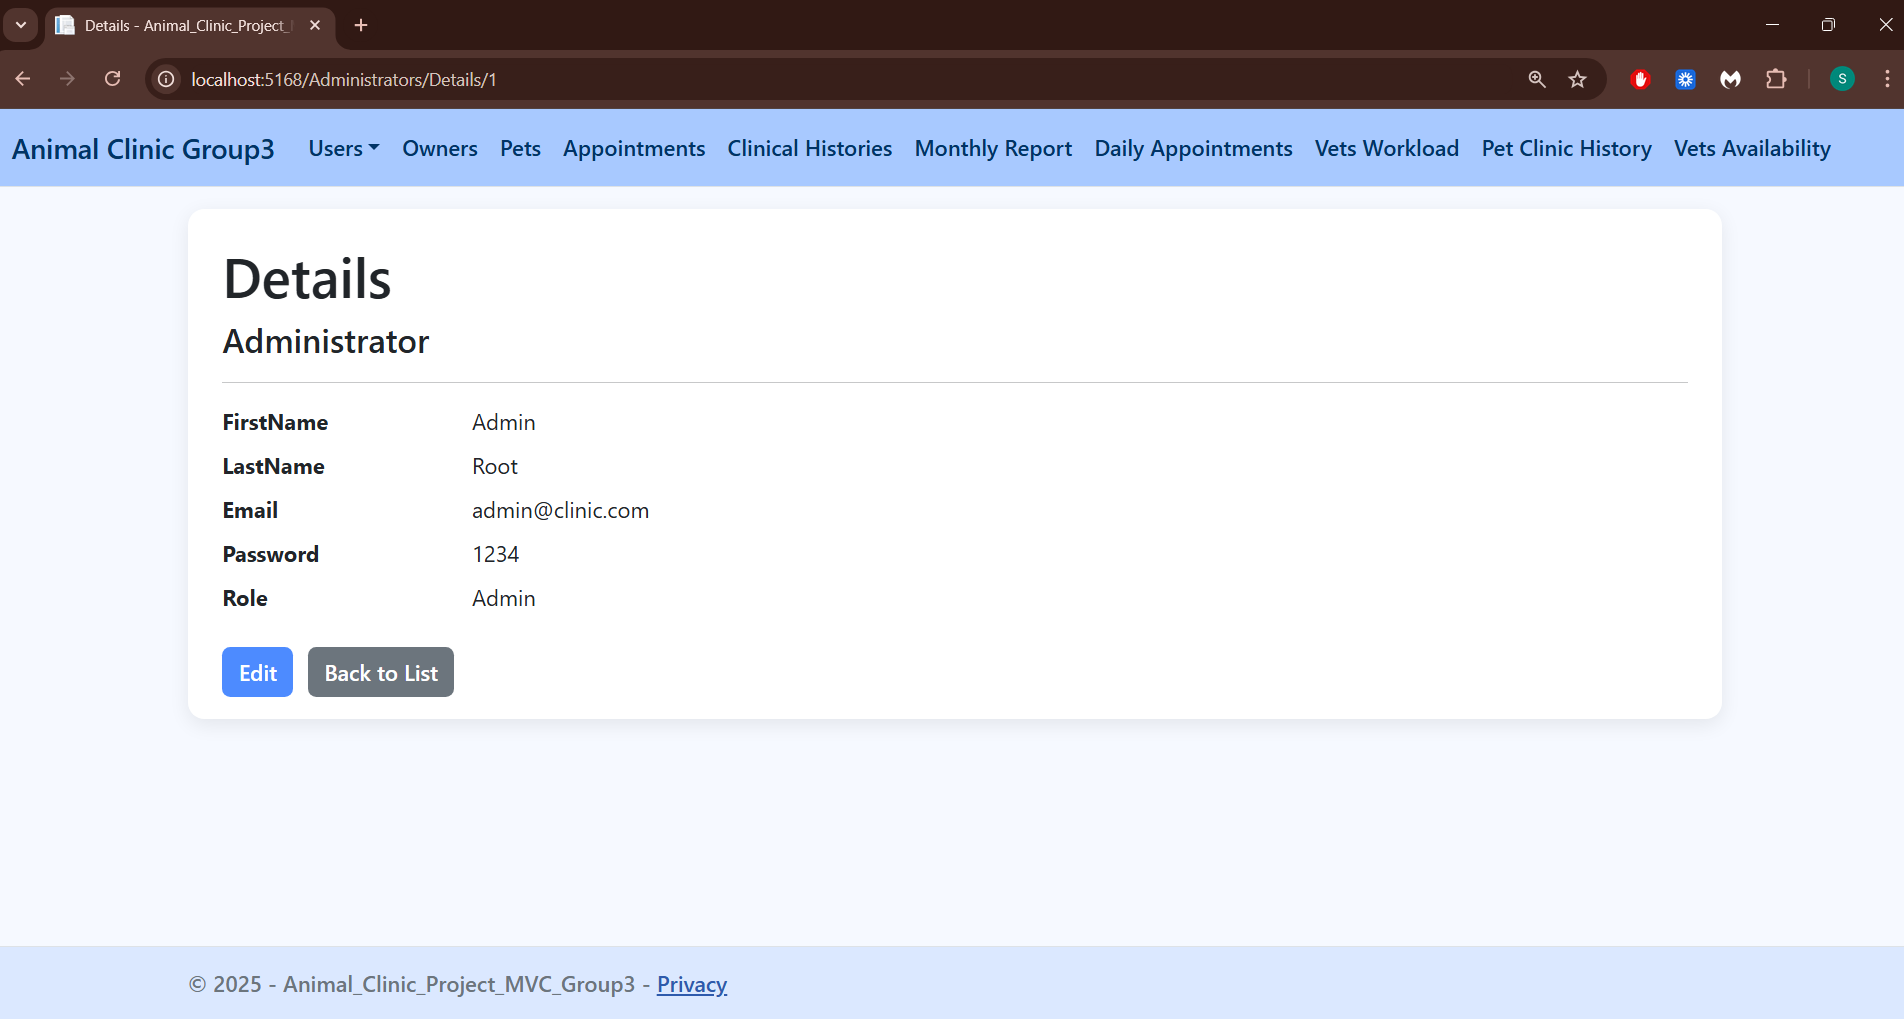 Details - Animal_Clinic_Project_
localhost:5168/Administrators/Details/1
S
Animal Clinic Group3 Users Owners Pets Appointments Clinical Histories Monthly Report Daily Appointments Vets Workload Pet Clinic History Vets Availability
Details
Administrator
FirstName Admin
LastName Root
Email admin@clinic.com
Password 1234
Role Admin
Edit Back to List
© 2025 - Animal_Clinic_Project_MVC_Group3 - Privacy